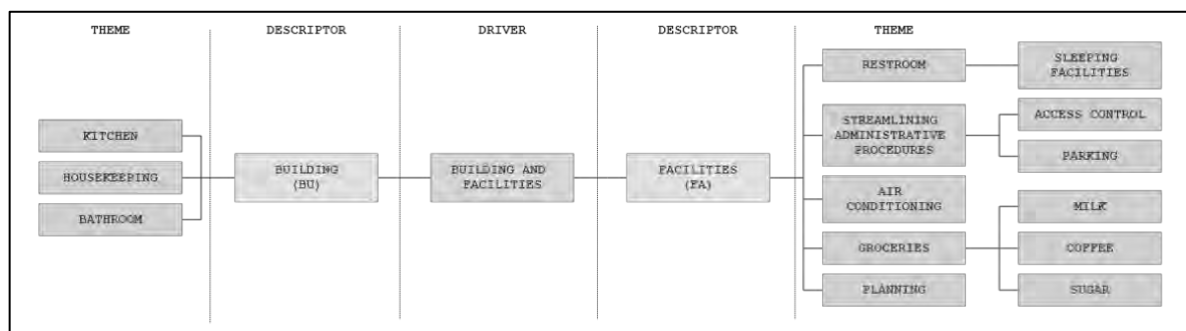 THEME
DESCRIPTOR
DRIVER
DESCRIPTOR
THEME
KITCHEN
HOUSEKEEPING
BATHROOM
BUILDING
(BU)
BUILDING AND
FACILITIES
FACILITIES
(FA)
RESTROOM
SLEEPING
FACILITIES
STREAMLINING
ADMINISTRATIVE
PROCEDURES
ACCESS CONTROL
PARKING
AIR
CONDITIONING
GROCERIES
MILK
COFFEE
SUGAR
PLANNING